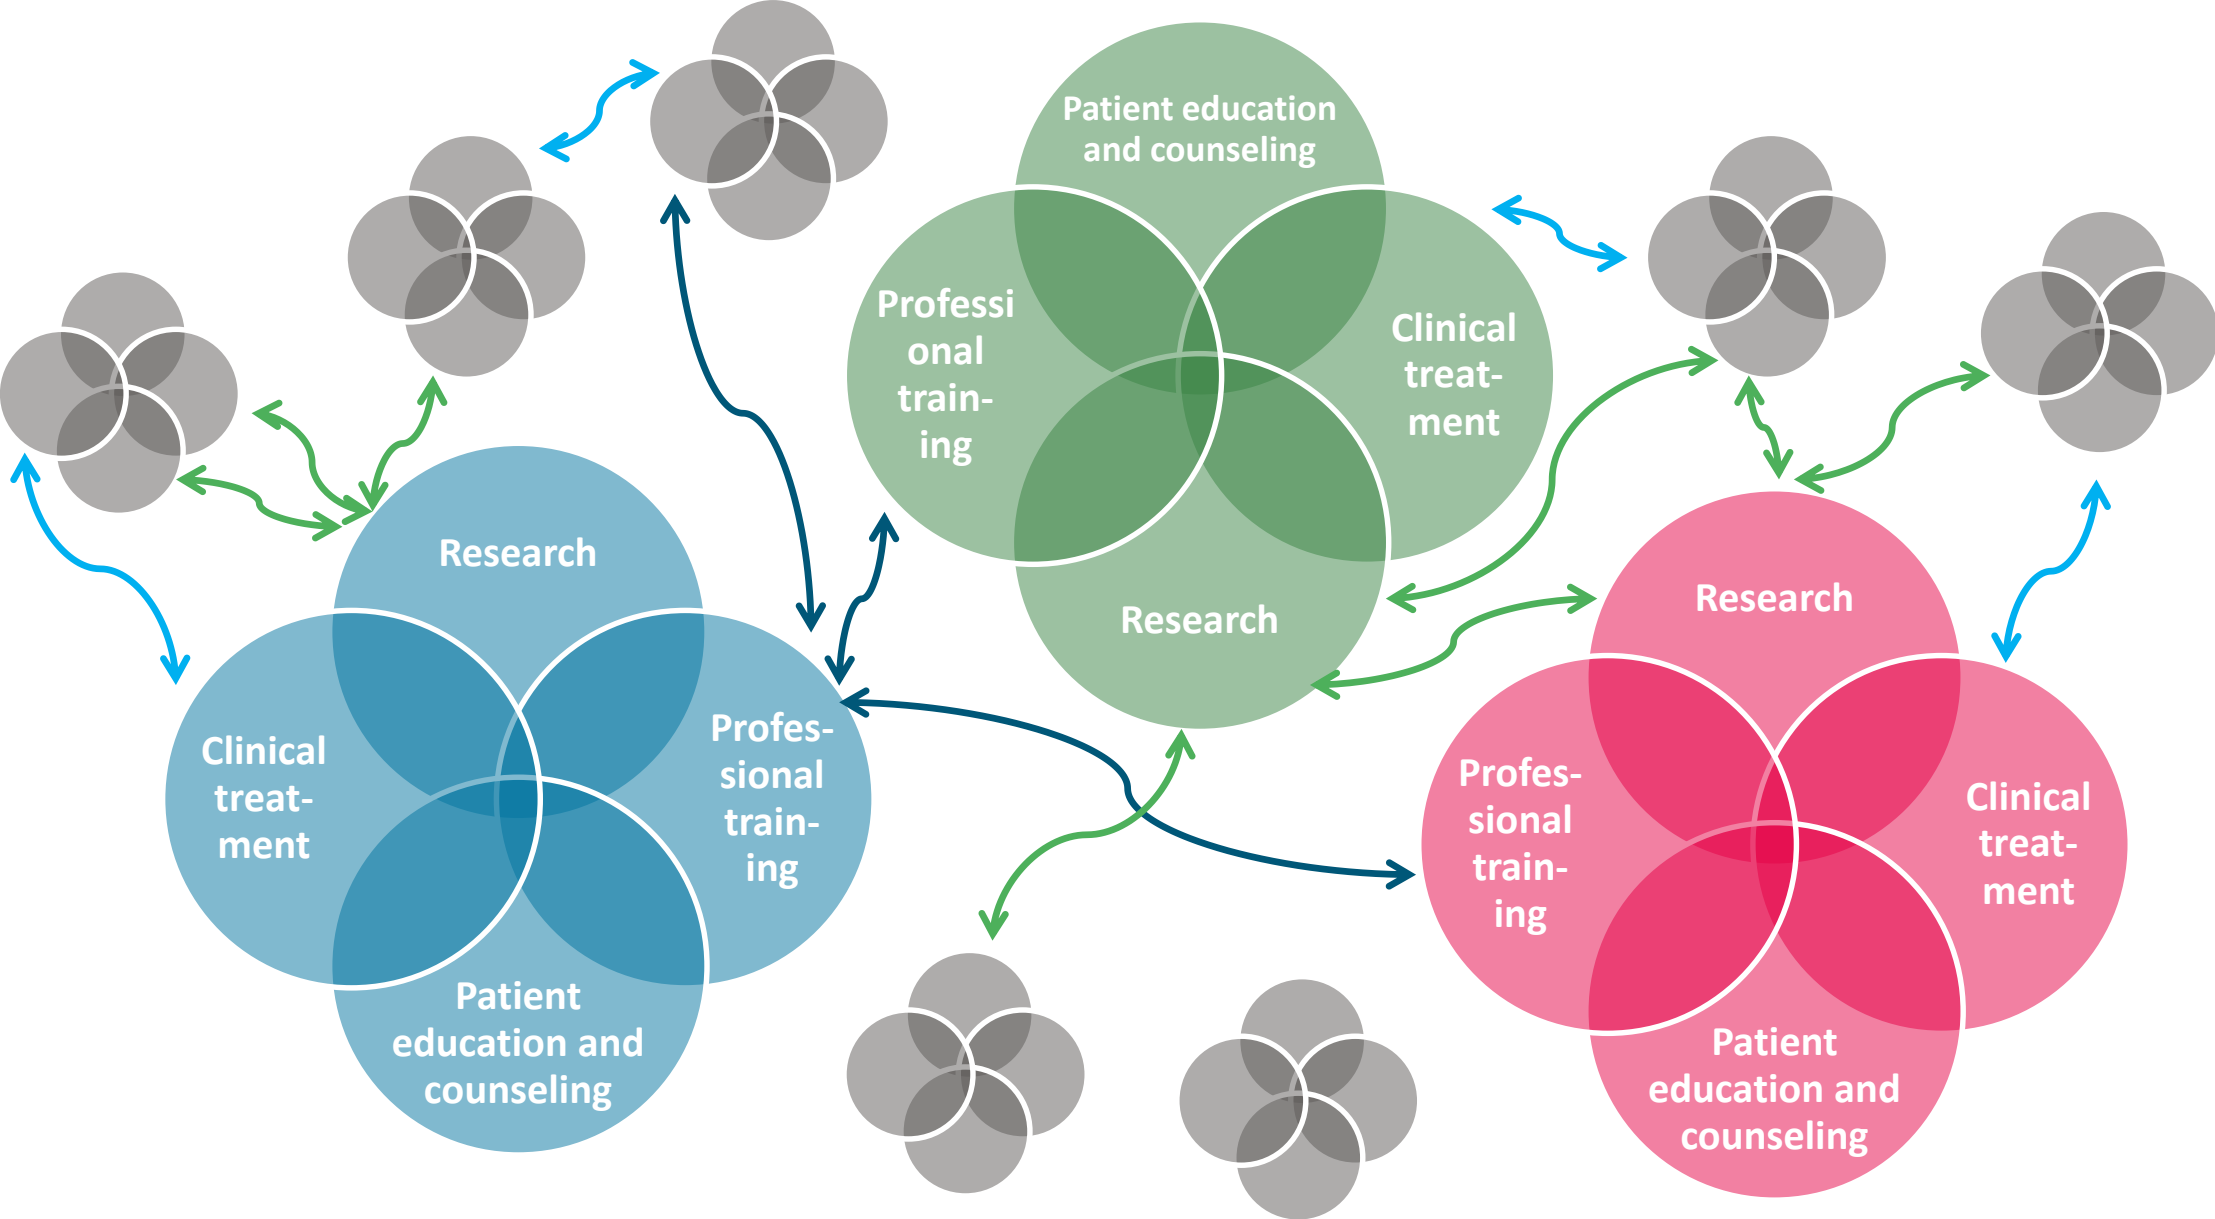 Patient education
and counseling
Professi
onal
train-
ing
Clinical
treat-
ment
Research
Research
Clinical
treat-
ment
Profes-
sional
train-
ing
Patient
education and
counseling
Research
Profes-
sional
train-
ing
Clinical
treat-
ment
Patient
education and
counseling